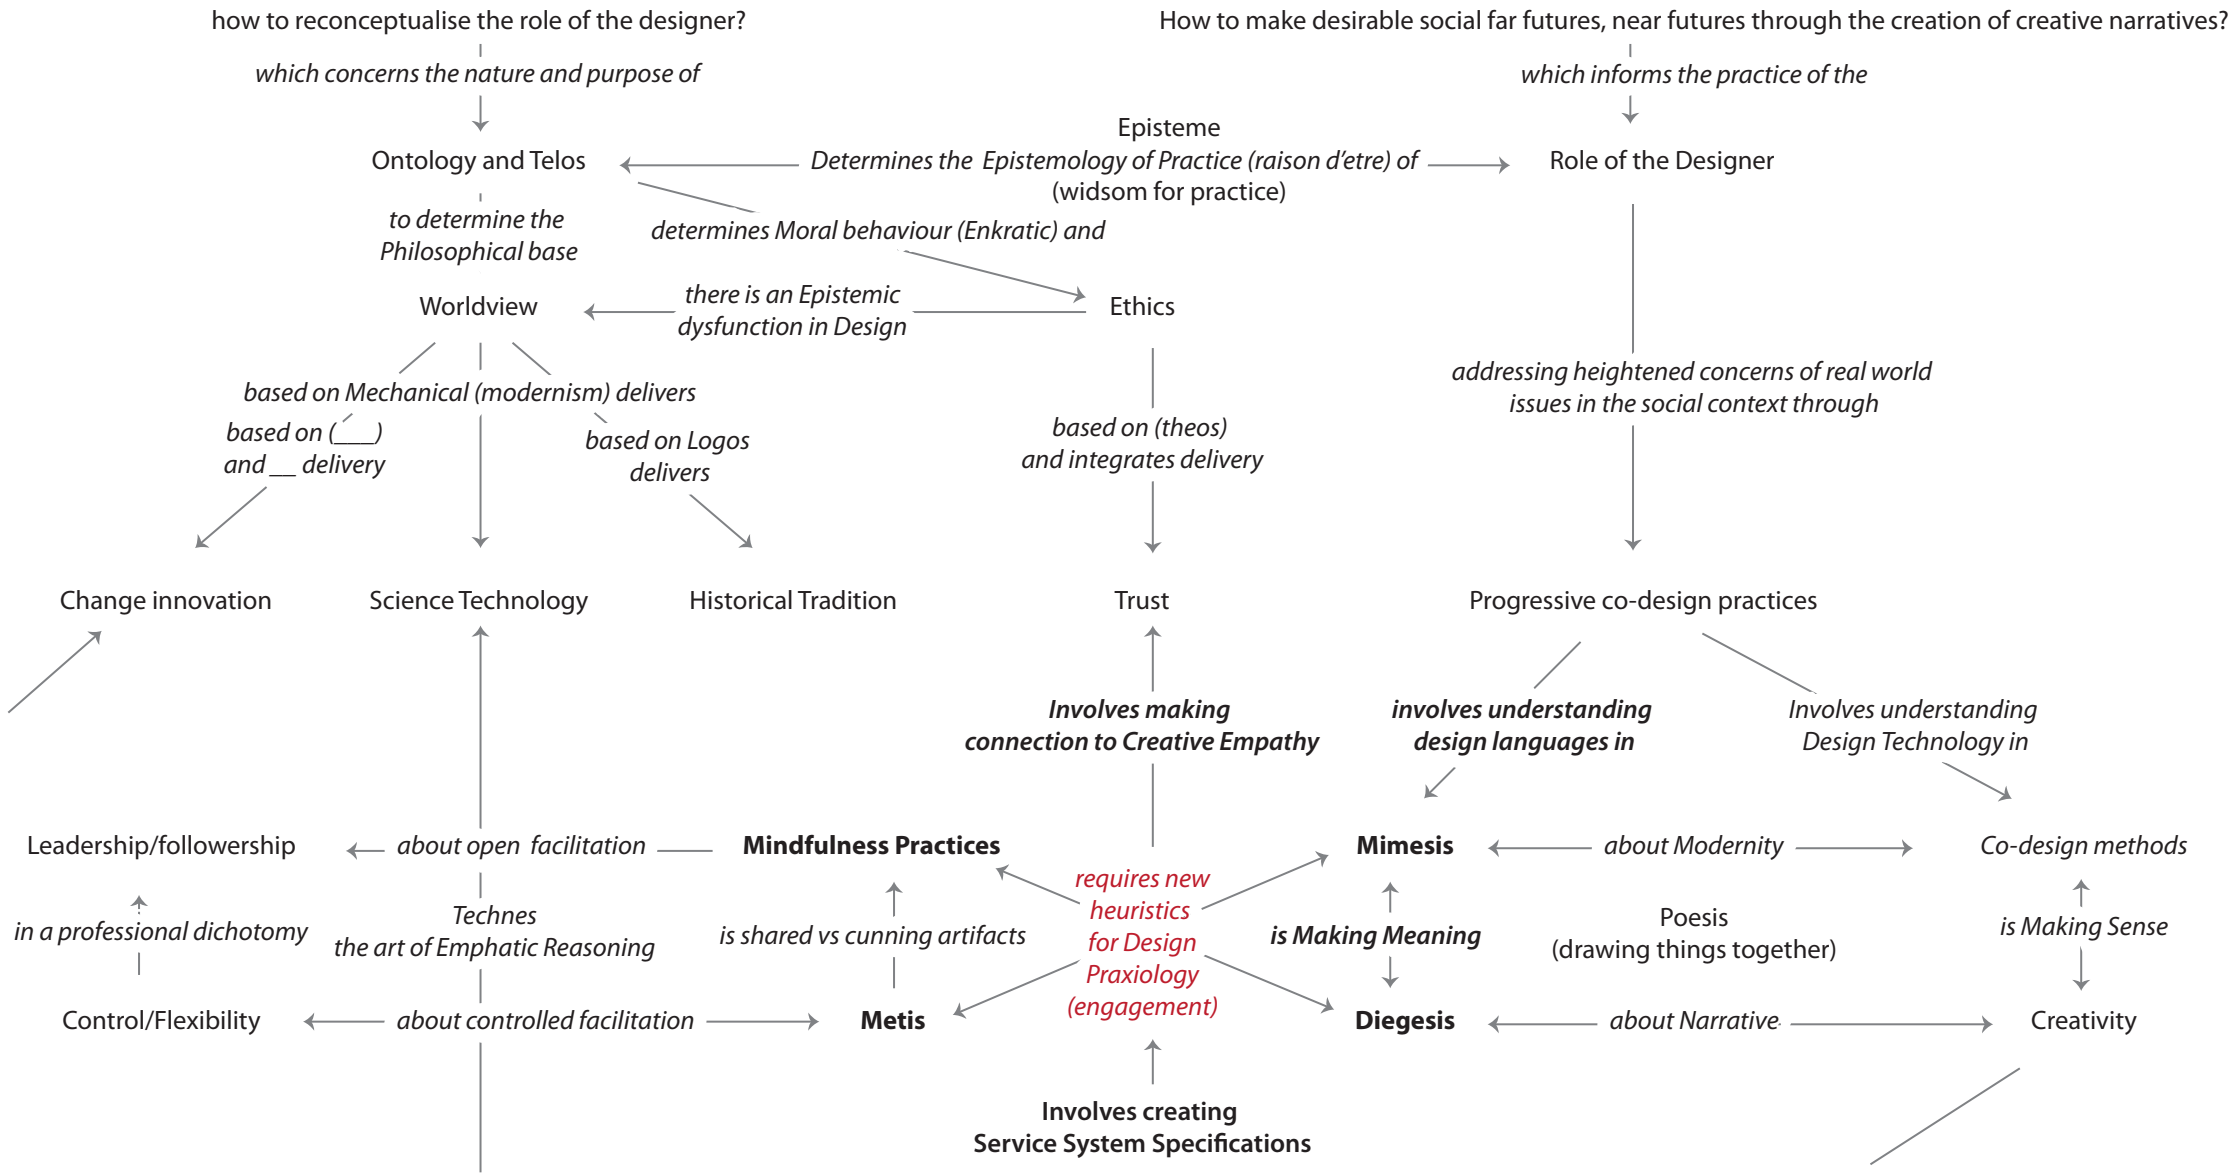 how to reconceptualise the role of the designer?
How to make desirable social far futures, near futures through the creation of creative narratives?
which concerns the nature and purpose of
which informs the practice of the
Episteme
Ontology and Telos
Determines the Epistemology of Practice (raison d'etre) of
Role of the Designer
(widsom for practice)
to determine the
Philosophical base
determines Moral behaviour (Enkratic) and
Worldview
there is an Epistemic
dysfunction in Design
Ethics
based on Mechanical (modernism) delivers
addressing heightened concerns of real world
issues in the social context through
based on (___)
and __ delivery
based on Logos
delivers
based on (theos)
and integrates delivery
Change innovation
Science Technology
Historical Tradition
Trust
Progressive co-design practices
Involves making
connection to Creative Empathy
involves understanding
design languages in
Involves understanding
Design Technology in
Leadership/followership
about open facilitation
Mindfulness Practices
Mimesis
about Modernity
Co-design methods
requires new
heuristics
for Design
Praxiology
(engagement)
in a professional dichotomy
Technes
the art of Emphatic Reasoning
is shared vs cunning artifacts
is Making Meaning
Poesis
(drawing things together)
is Making Sense
Control/Flexibility
about controlled facilitation
Metis
Diegesis
about Narrative
Creativity
Involves creating
Service System Specifications